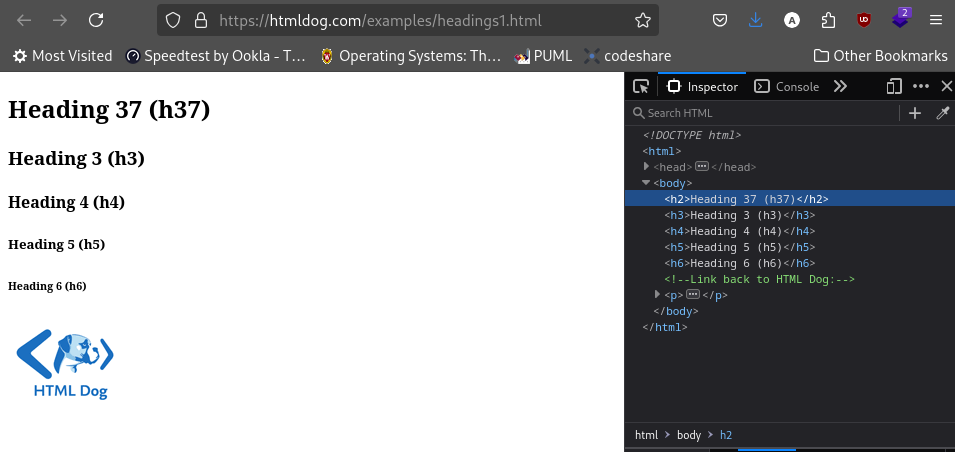 https://htmldog.com/examples/headings1.html
A
UD
2
Most Visited
Speedtest by Ookla - T…
Operating Systems: Th…
PUML
codeshare
Other Bookmarks
Heading 37 (h37)
Heading 3 (h3)
Heading 4 (h4)
Heading 5 (h5)
Heading 6 (h6)
HTML Dog
Inspector
Console
Search HTML
<!DOCTYPE html>
<html>
<head></head>
<body>
<h2>Heading 37 (h37)</h2>
<h3>Heading 3 (h3)</h3>
<h4>Heading 4 (h4)</h4>
<h5>Heading 5 (h5)</h5>
<h6>Heading 6 (h6)</h6>
<!--Link back to HTML Dog:-->
<p></p>
</body>
</html>
html > body > h2